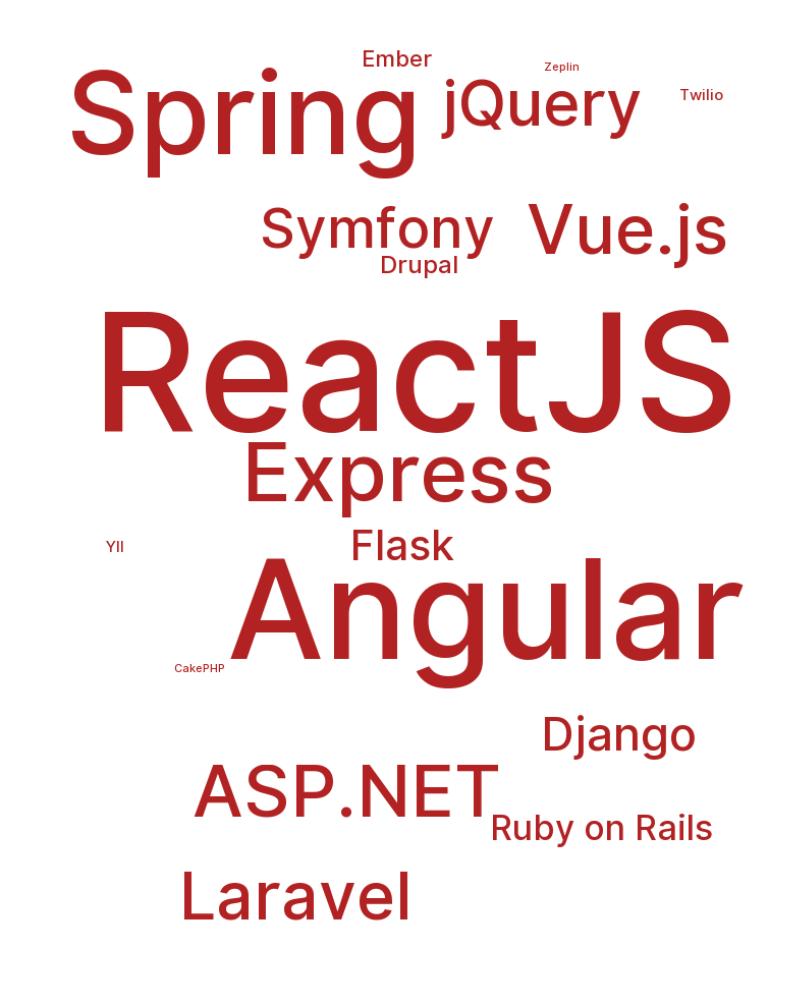 Ember
Zeplin
Spring
jQuery
Twilio
Symfony
Vue.js
Drupal
ReactJS
Express
Flask
YII
Angular
CakePHP
Django
ASP.NET
Ruby on Rails
Laravel